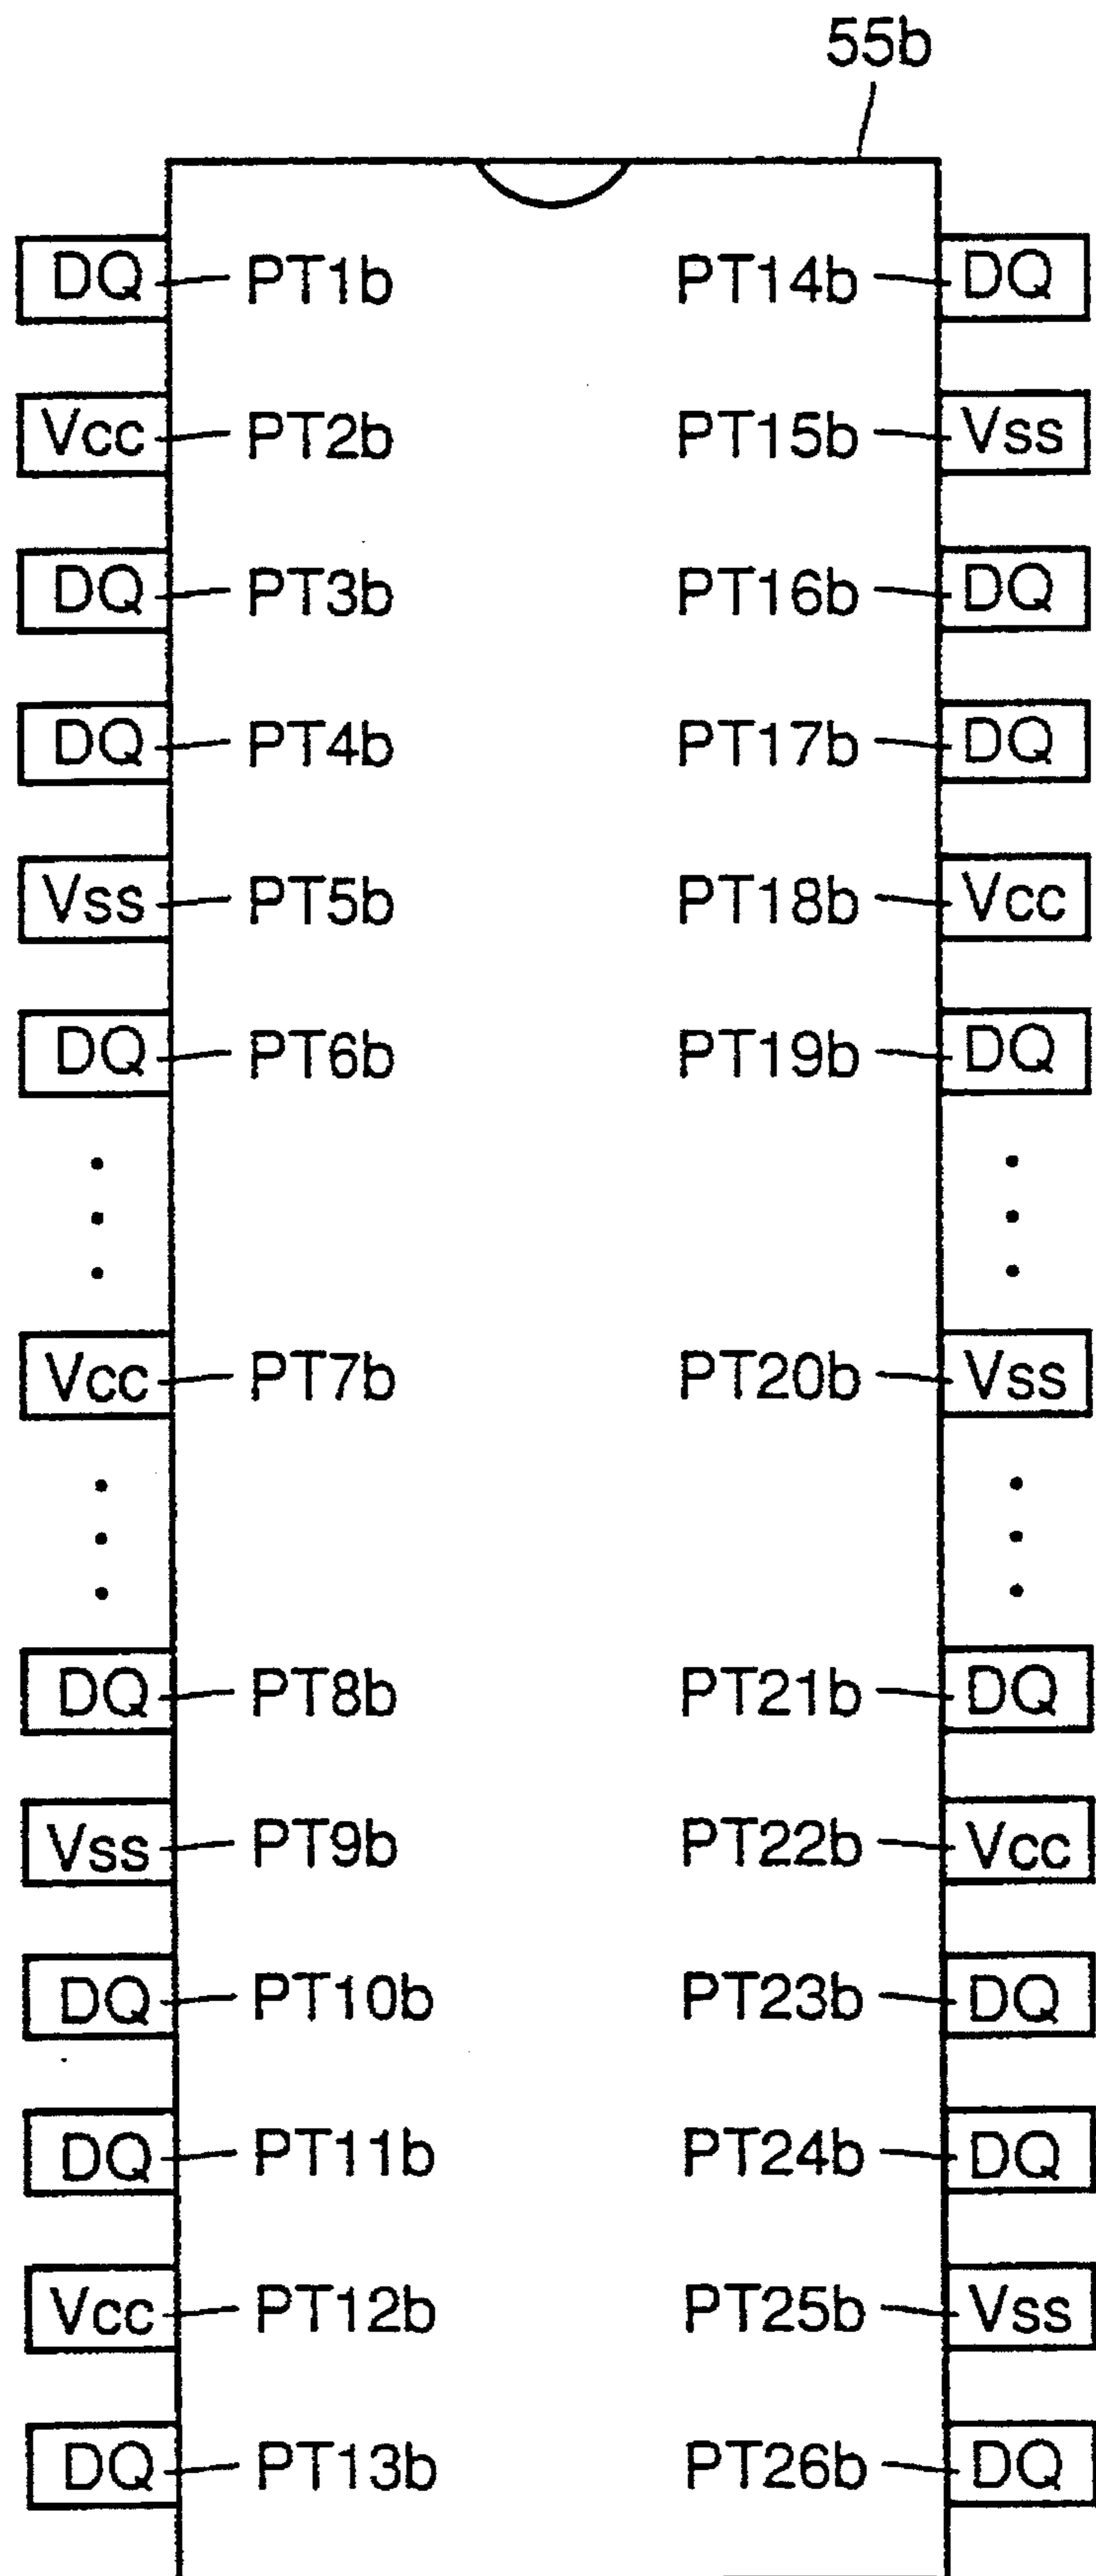 55b
DQ PT1b PT14b DQ
Vcc PT2b PT15b Vss
DQ PT3b PT16b DQ
DQ PT4b PT17b DQ
Vss PT5b PT18b Vcc
DQ PT6b PT19b DQ
Vcc PT7b PT20b Vss
DQ PT8b PT21b DQ
Vss PT9b PT22b Vcc
DQ PT10b PT23b DQ
DQ PT11b PT24b DQ
Vcc PT12b PT25b Vss
DQ PT13b PT26b DQ